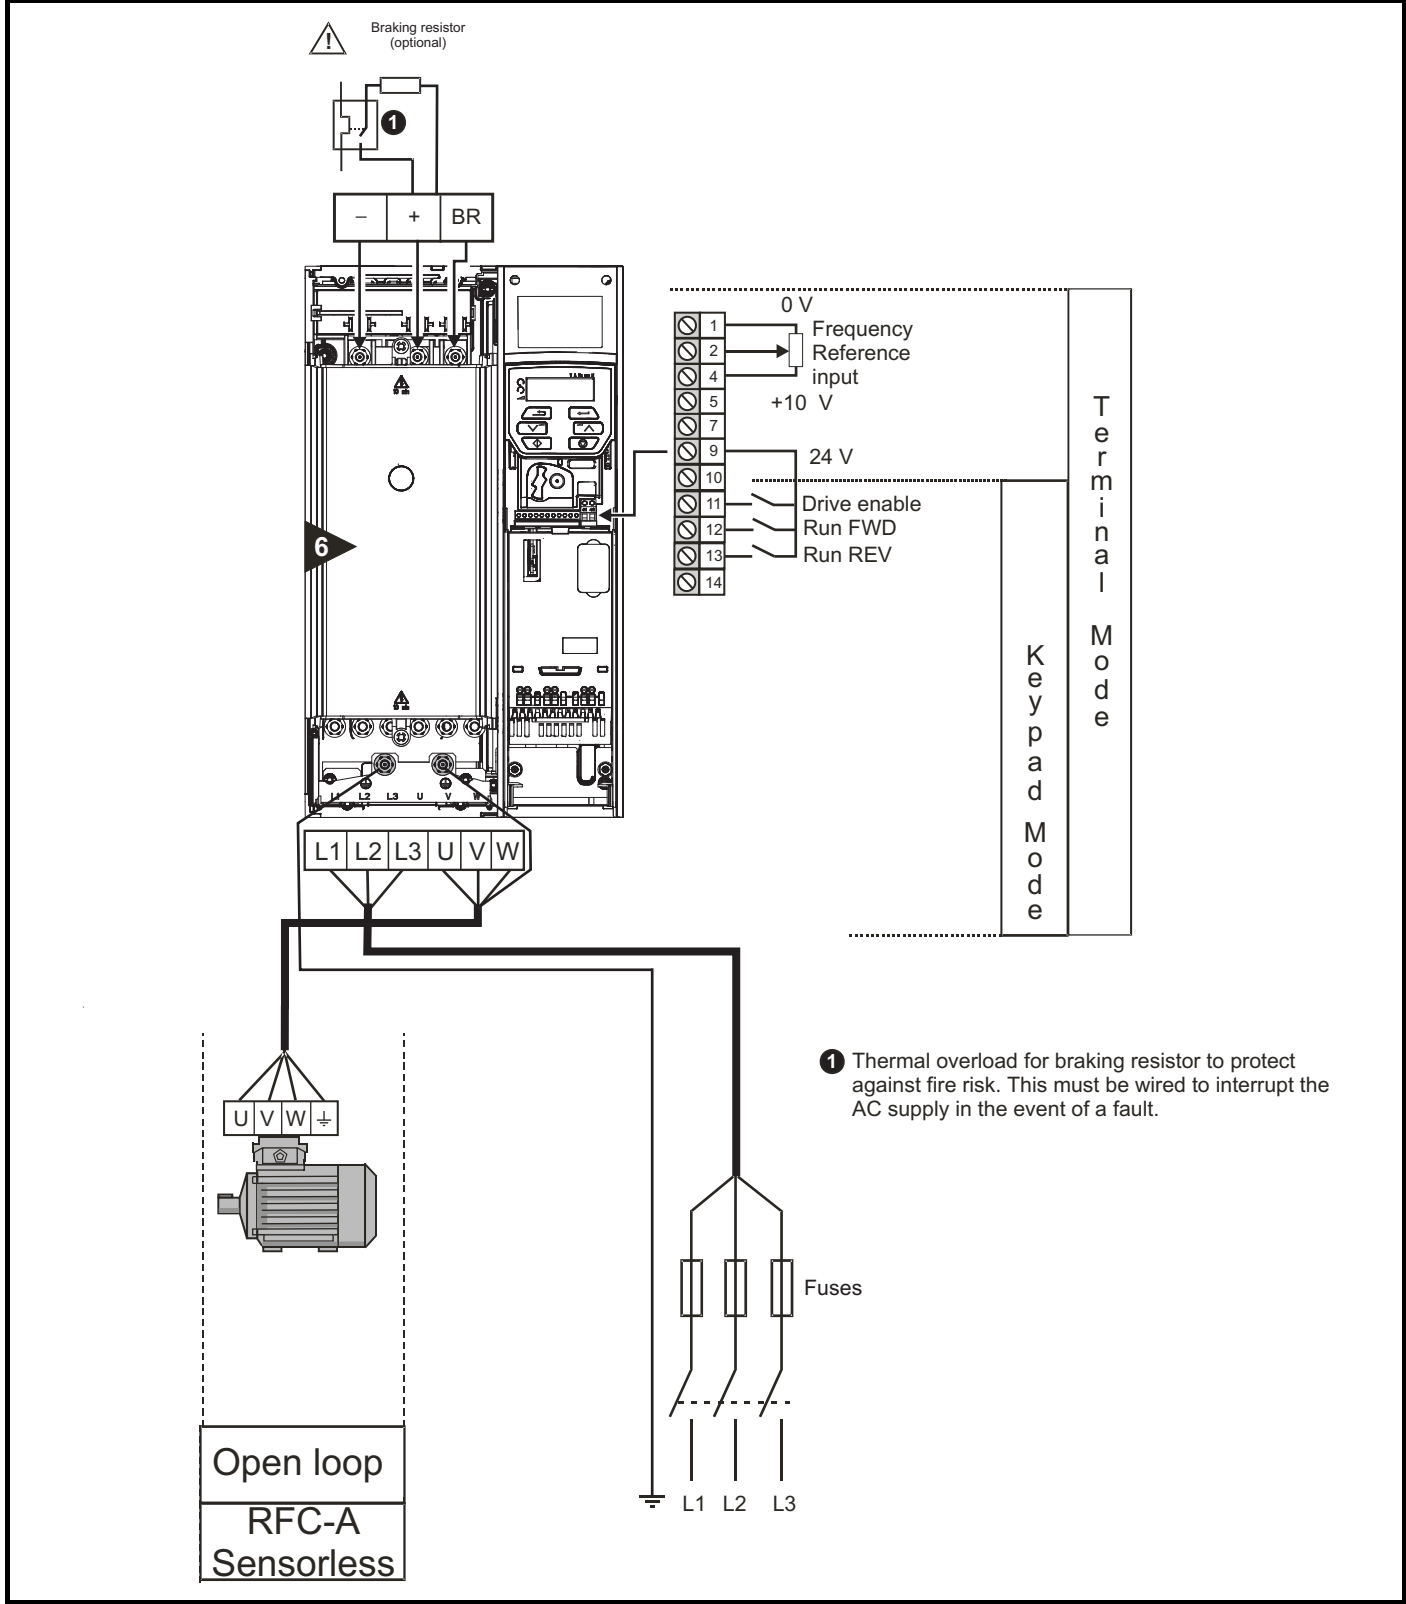 Braking resistor
(optional)
1
– + BR
0 V
1
Frequency
2
Reference
4
input
5
+10 V
7
9
24 V
10
11
Drive enable
12
Run FWD
13
Run REV
14
Terminal Mode
Keypad Mode
6
L1 L2 L3 U V W
L1 L2 L3 U V W
1 Thermal overload for braking resistor to protect
against fire risk. This must be wired to interrupt the
AC supply in the event of a fault.
U V W
Fuses
L1 L2 L3
Open loop
RFC-A
Sensorless